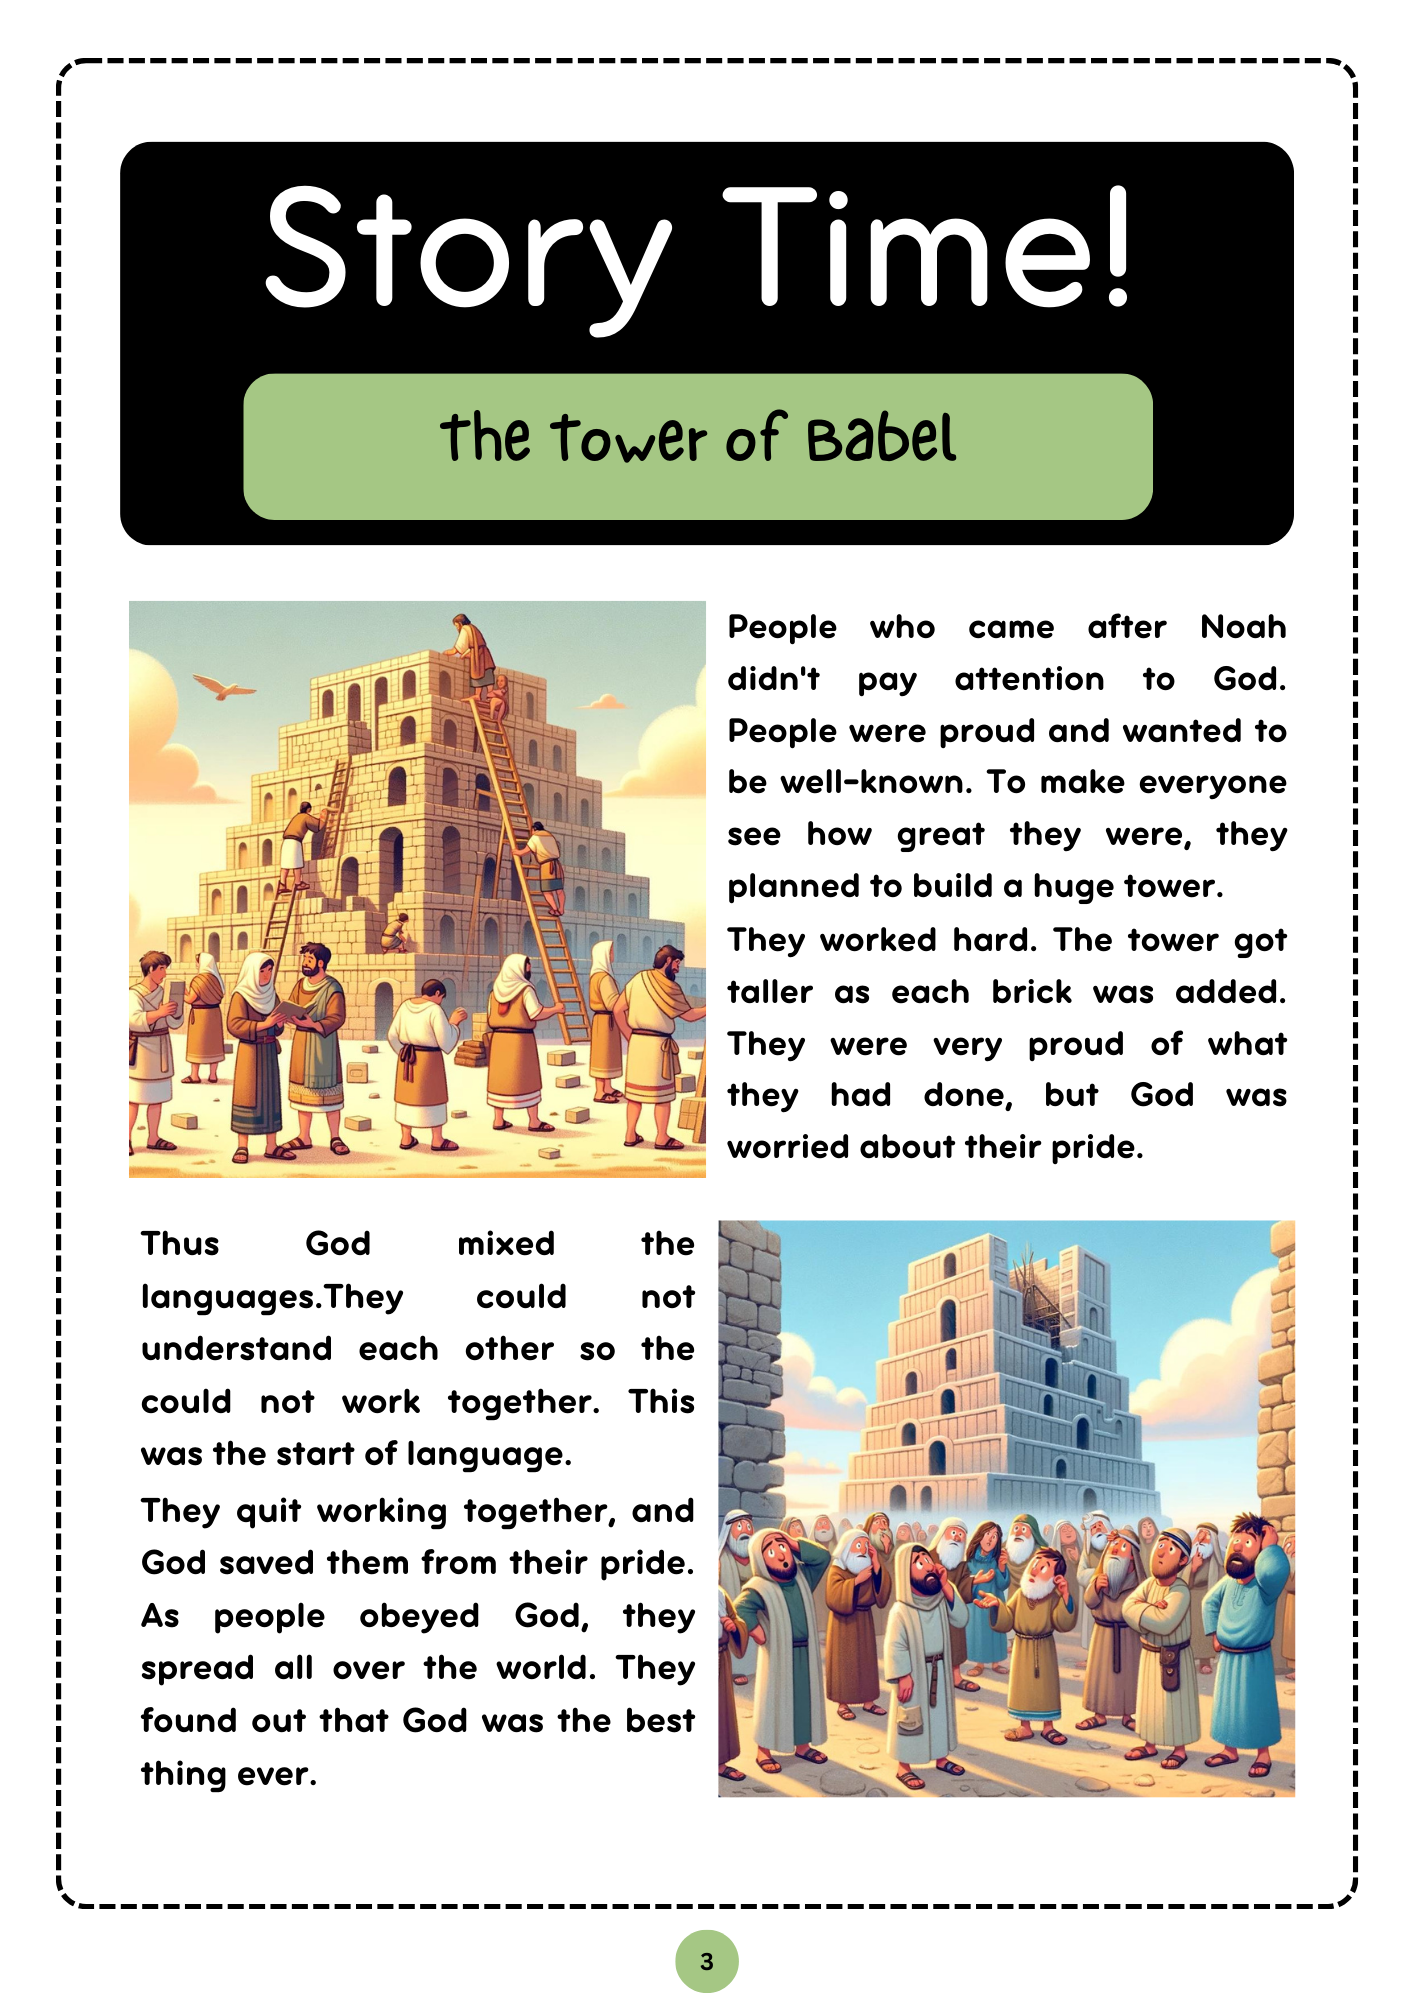 Story Time!
The Tower of Babel
People who came after Noah
didn't pay attention to God.
People were proud and wanted to
be well-known. To make everyone
see how great they were, they
planned to build a huge tower.
They worked hard. The tower got
taller as each brick was added.
They were very proud of what
they had done, but God was
worried about their pride.
Thus God mixed the
languages.They could not
understand each other so the
could not work together. This
was the start of language.
They quit working together, and
God saved them from their pride.
As people obeyed God, they
spread all over the world. They
found out that God was the best
thing ever.
3